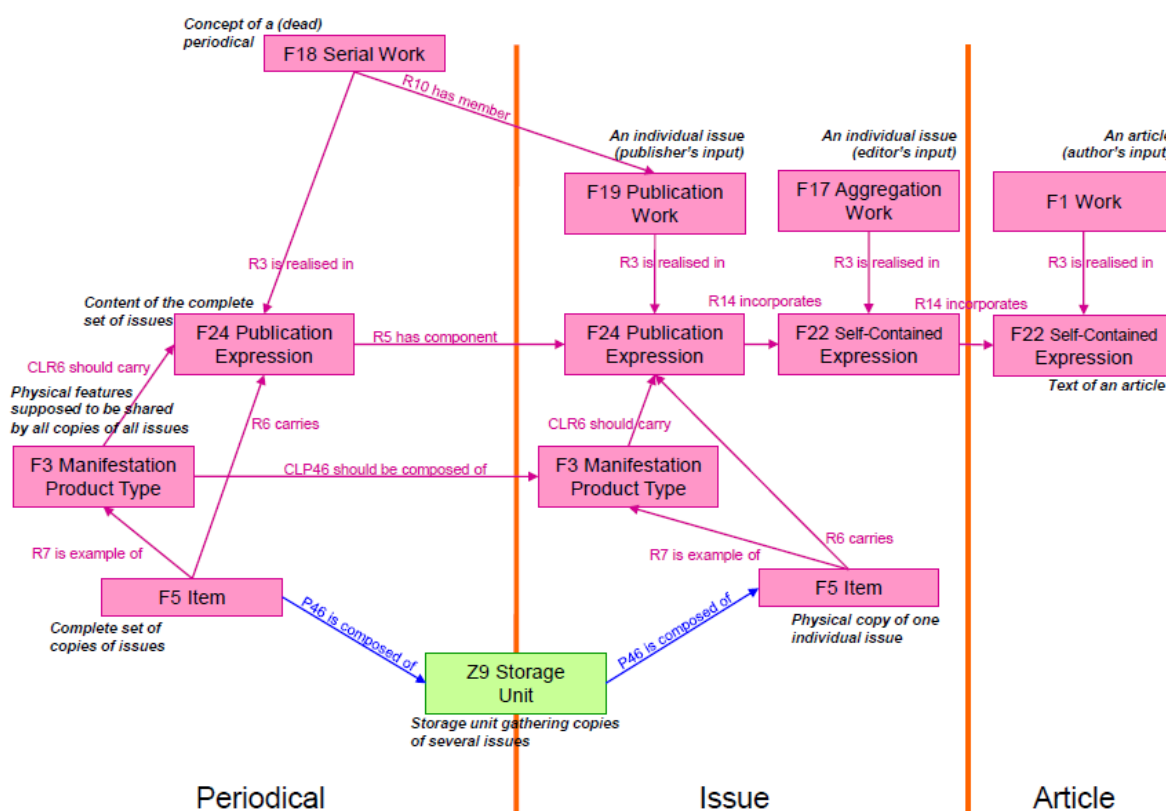 Concept of a (dead)
periodical
F18 Serial Work
R10 has member
An individual issue
(publisher's input)
An individual issue
(editor's input)
An article
(author's input)
F19 Publication
Work
F17 Aggregation
Work
F1 Work
R3 is realised in
R3 is realised in
R3 is realised in
R3 is realised in
Content of the complete
set of issues
R14 incorporates
R14 incorporates
F24 Publication
Expression
R5 has component
F24 Publication
Expression
F22 Self-Contained
Expression
F22 Self-Contained
Expression
Text of an article
CLR6 should carry
Physical features
supposed to be shared
by all copies of all issues
R6 carries
CLR6 should carry
F3 Manifestation
Product Type
CLP46 should be composed of
F3 Manifestation
Product Type
R7 is example of
R7 is example of
R6 carries
F5 Item
F5 Item
Complete set of
copies of issues
P46 is composed of
P46 is composed of
Physical copy of one
individual issue
Z9 Storage
Unit
Storage unit gathering copies
of several issues
Periodical
Issue
Article